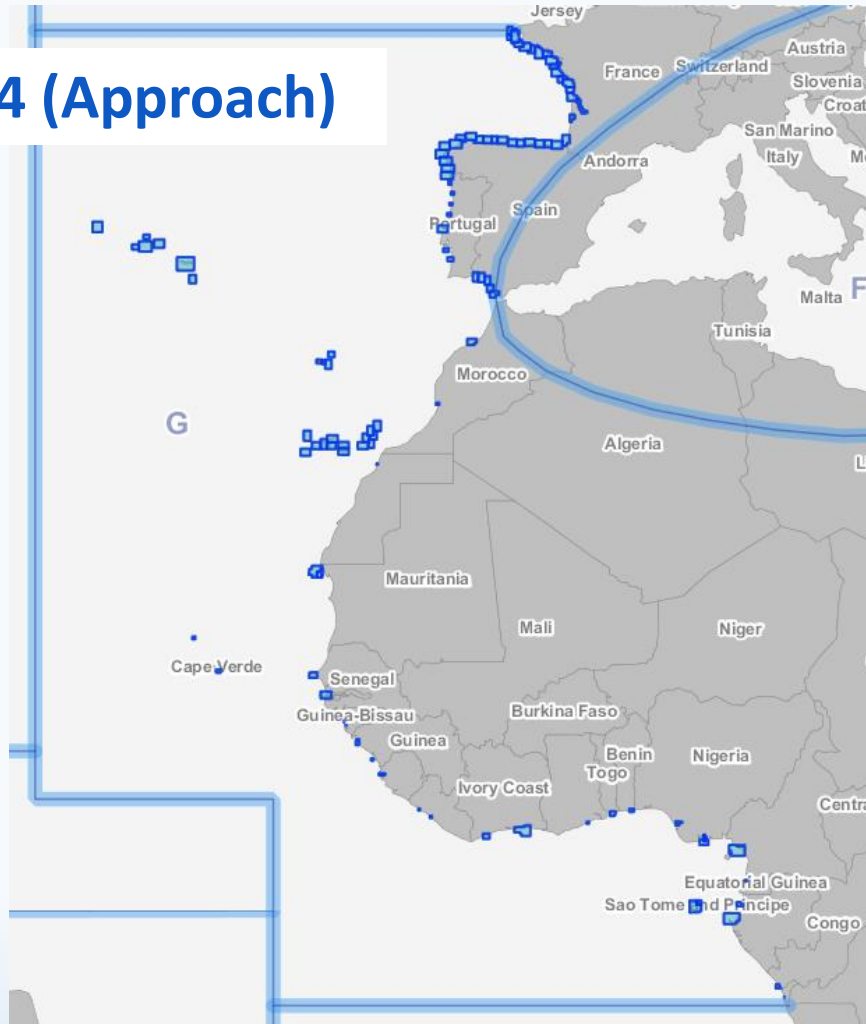 Jersey
4 (Approach)
France
Switzerland
Austria
Slovenia
Croat
San Marino
Italy
Andorra
Spain
Portugal
Malta
F
Tunisia
Morocco
G
Algeria
L
Mauritania
Mali
Niger
Cape Verde
Senegal
Guinea-Bissau
Burkina Faso
Guinea
Benin
Nigeria
Togo
Ivory Coast
Centra
Equatorial Guinea
Sao Tome and Principe
Congo